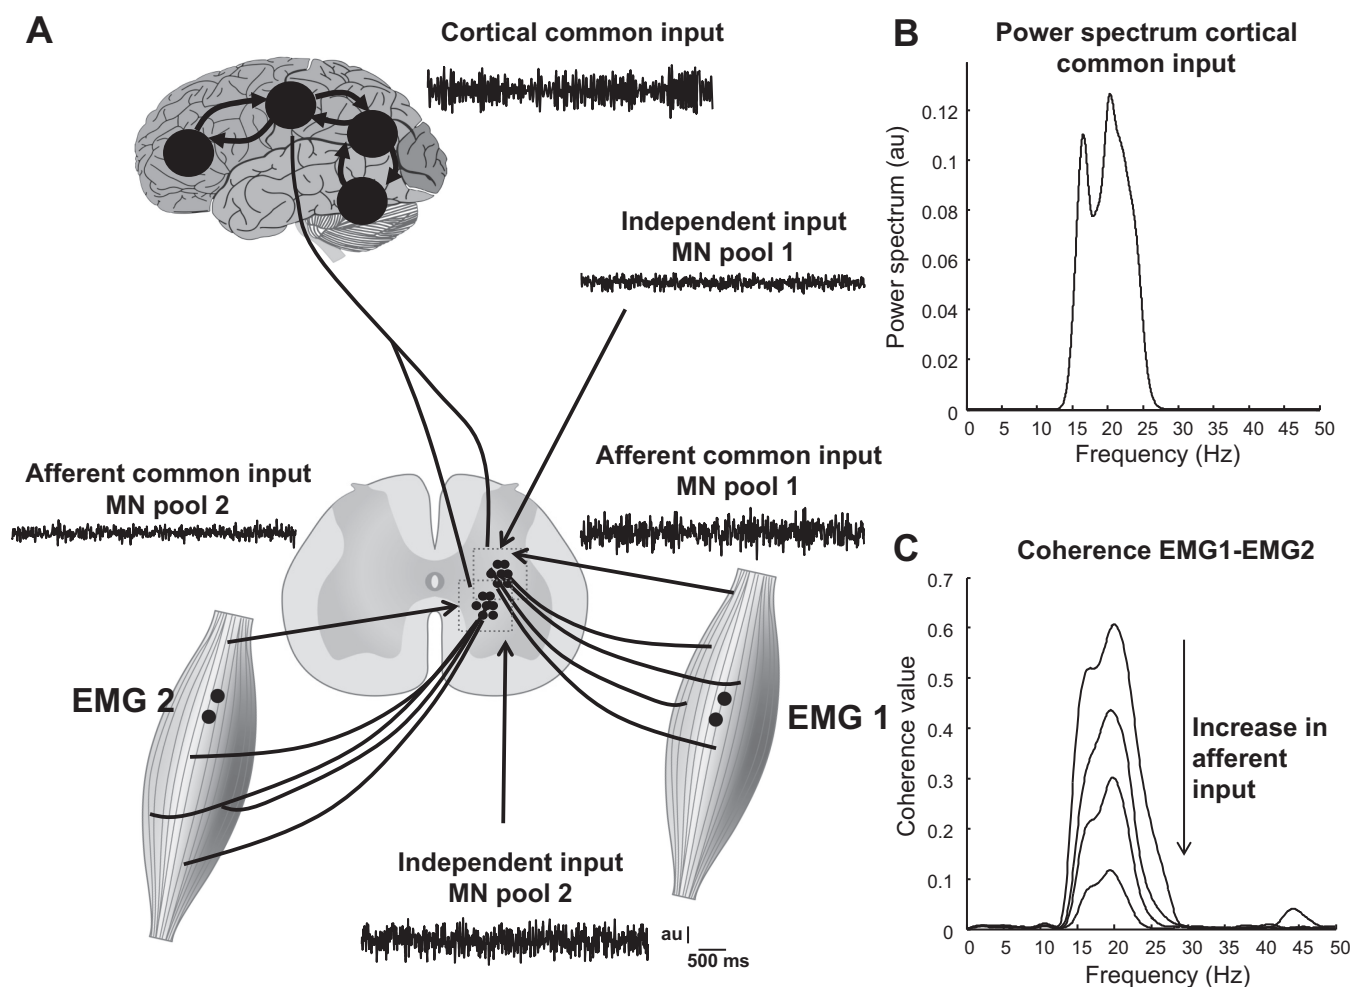 A
Cortical common input
Independent input
MN pool 1
Afferent common input
MN pool 2
Afferent common input
MN pool 1
EMG 2
EMG 1
Independent input
MN pool 2
au
500 ms
B
Power spectrum cortical
common input
Power spectrum (au)
0.12
0.1
0.08
0.06
0.04
0.02
0
0 5 10 15 20 25 30 35 40 45 50
Frequency (Hz)
C
Coherence EMG1-EMG2
Coherence value
0.7
0.6
0.5
0.4
0.3
0.2
0.1
0
Increase in
afferent
input
0 5 10 15 20 25 30 35 40 45 50
Frequency (Hz)